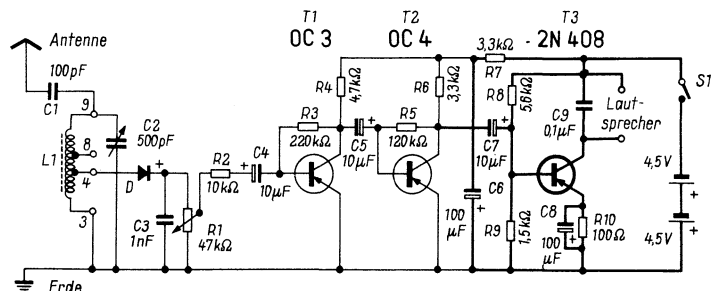 T1 T2 T3
OC 3 OC 4 - 2N 408
Antenne
100pF
C1
9
8
4
3
L1
C2
500pF
D
+
C3
1nF
R1
47kΩ
R2
10kΩ
C4
+
10µF
R3
220kΩ
R4
4,7kΩ
C5
+
10µF
R5
120kΩ
R6
3,3kΩ
3,3kΩ
R7
C7
+
10µF
C6
+
100
µF
R8
5,6kΩ
R9
1,5kΩ
C8
+
100
µF
R10
100Ω
C9
0,1µF
Laut-
sprecher
S1
4,5V
+
4,5V
+
Erde